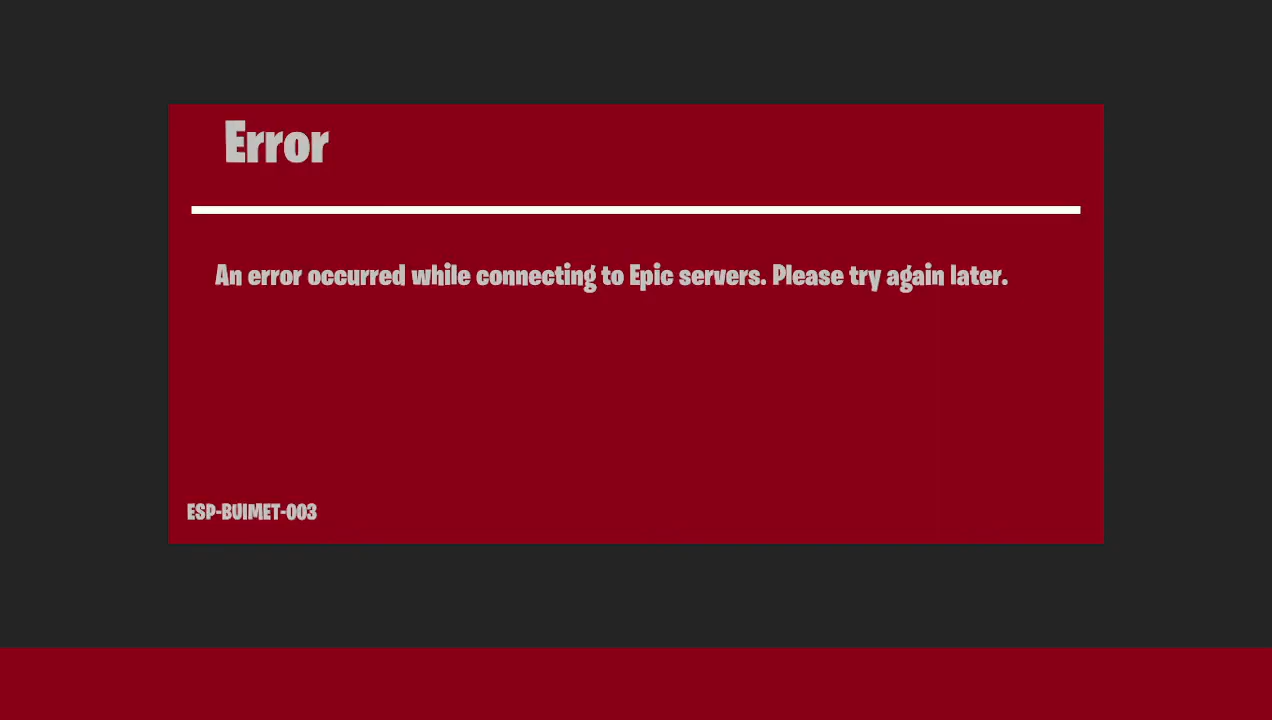 Error
An error occurred while connecting to Epic servers. Please try again later.
ESP-BUIMET-003